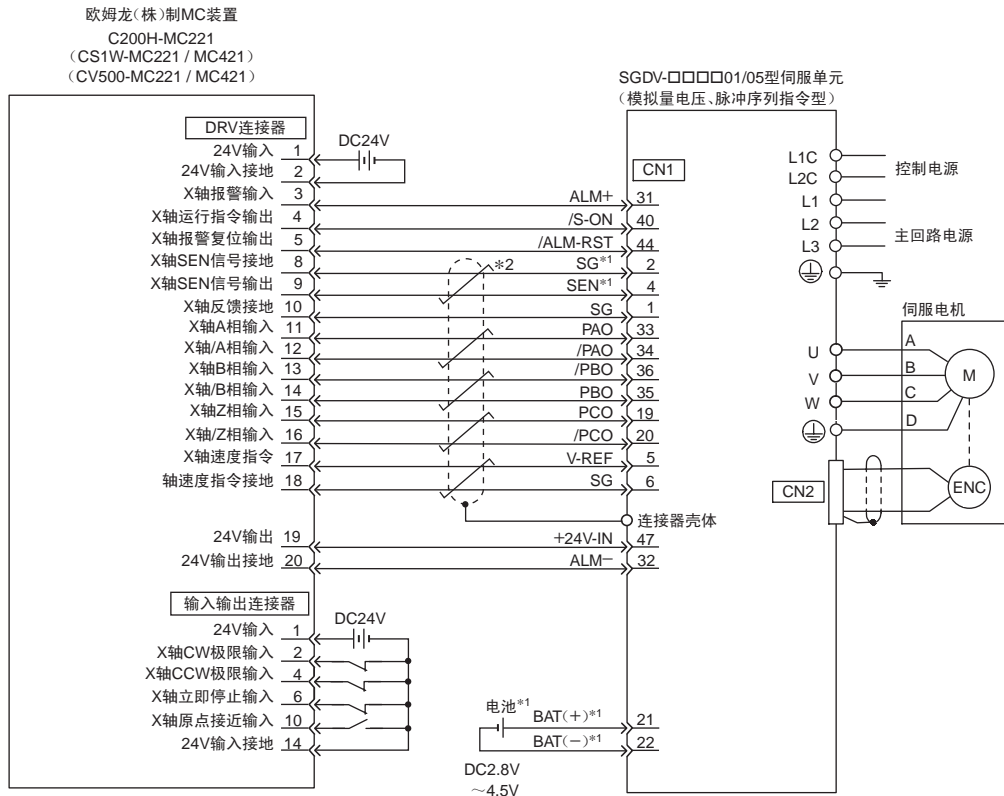 欧姆龙（株）制MC装置
C200H-MC221
（CS1W-MC221 / MC421）
（CV500-MC221 / MC421）
SGDV-□□□□01/05型伺服单元
（模拟量电压、脉冲序列指令型）
DRV连接器
DC24V
24V输入 1
24V输入接地 2
CN1
X轴报警输入 3 ALM+ 31
X轴运行指令输出 4 /S-ON 40
X轴报警复位输出 5 /ALM-RST 44
X轴SEN信号接地 8 *2 SG*1 2
X轴SEN信号输出 9 SEN*1 4
X轴反馈接地 10 SG 1
X轴A相输入 11 PAO 33
X轴/A相输入 12 /PAO 34
X轴B相输入 13 /PBO 36
X轴/B相输入 14 PBO 35
X轴Z相输入 15 PCO 19
X轴/Z相输入 16 /PCO 20
X轴速度指令 17 V-REF 5
轴速度指令接地 18 SG 6
连接器壳体
24V输出 19 +24V-IN 47
24V输出接地 20 ALM− 32
L1C
L2C
控制电源
L1
L2
L3
主回路电源
伺服电机
U A
V B
W C
D
M
CN2
ENC
输入输出连接器
DC24V
24V输入 1
X轴CW极限输入 2
X轴CCW极限输入 4
X轴立即停止输入 6
X轴原点接近输入 10
24V输入接地 14
电池*1
BAT(+)*1 21
BAT(−)*1 22
DC2.8V
～4.5V